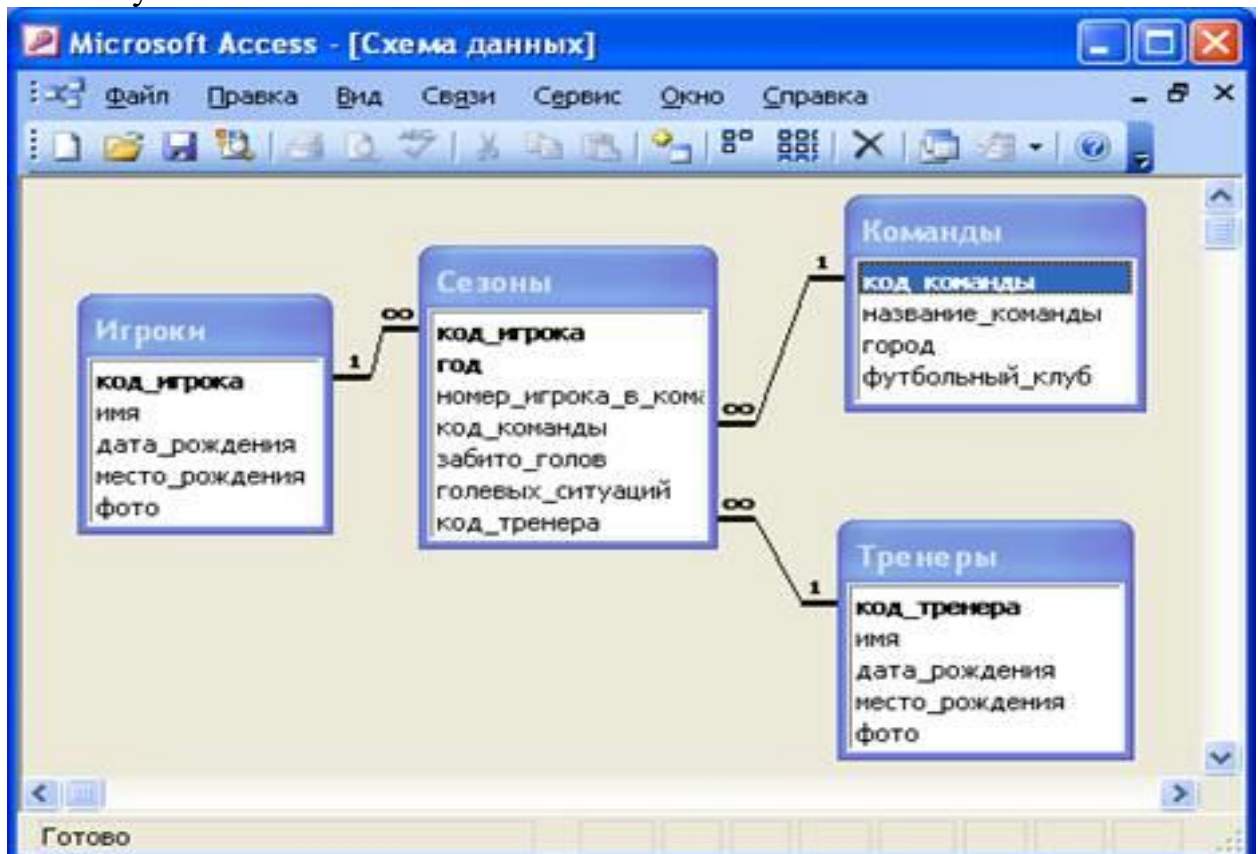 Microsoft Access - [Схема данных]
Файл Правка Вид Связи Сервис Окно Справка
Игроки
код_игрока
имя
дата_рождения
место_рождения
фото
1
∞
Сезоны
код_игрока
год
номер_игрока_в_кома
код_команды
забито_голов
голевых_ситуаций
код_тренера
∞
1
∞
1
Команды
код_команды
название_команды
город
футбольный_клуб
Тренеры
код_тренера
имя
дата_рождения
место_рождения
фото
Готово